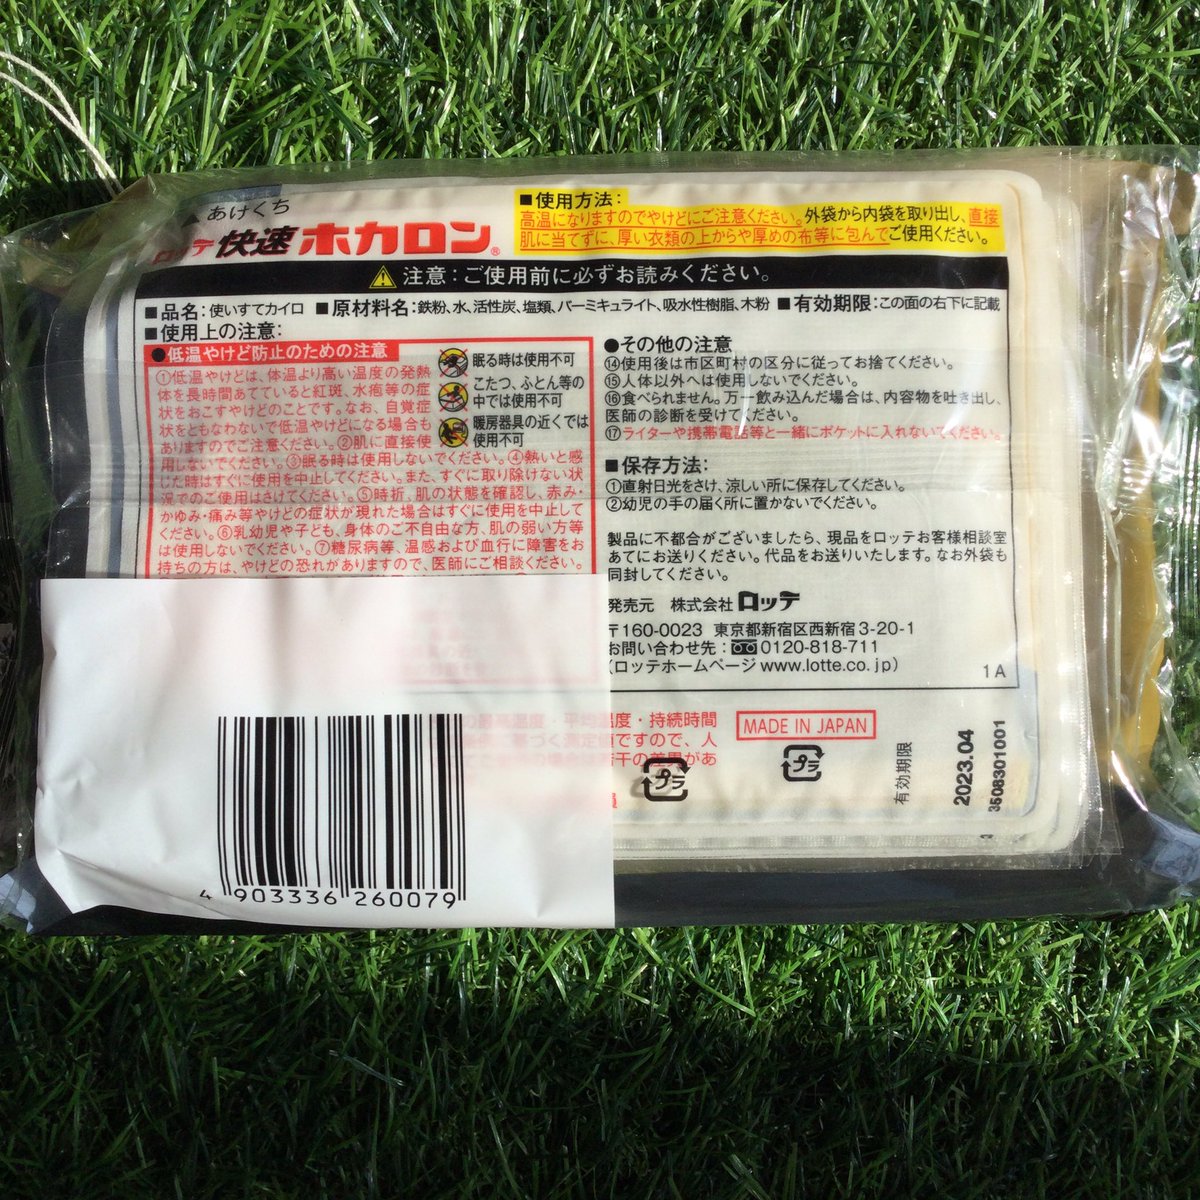 ▲あけくち
ロッテ 快速ホカロン®
■使用方法:
高温になりますのでやけどにご注意ください。外袋から内袋を取り出し、直接
肌に当てずに、厚い衣類の上からや厚めの布等に包んでご使用ください。
注意:ご使用前に必ずお読みください。
■品名:使いすてカイロ ■原材料名:鉄粉、水、活性炭、塩類、バーミキュライト、吸水性樹脂、木粉 ■有効期限:この面の右下に記載
■使用上の注意:
●低温やけど防止のための注意
①低温やけどは、体温より高い温度の発熱
体を長時間あてていると紅斑、水疱等の症
状をおこすやけどのことです。なお、自覚症
状をともなわないで低温やけどになる場合も
ありますのでご注意ください。②肌に直接使
用しないでください。③眠る時は使用しないでください。④熱いと感
じた時はすぐに使用を中止してください。また、すぐに取り除けない状
況でのご使用はさけてください。⑤時折、肌の状態を確認し、赤み・
かゆみ・痛み等やけどの症状が現れた場合はすぐに使用を中止して
ください。⑥乳幼児や子ども、身体のご不自由な方、肌の弱い方等
は使用しないでください。⑦糖尿病等、温感および血行に障害をお
持ちの方は、やけどの恐れがありますので、医師にご相談ください。
眠る時は使用不可
こたつ、ふとん等の
中では使用不可
暖房器具の近くでは
使用不可
●その他の注意
⑭使用後は市区町村の区分に従ってお捨てください。
⑮人体以外へは使用しないでください。
⑯食べられません。万一飲み込んだ場合は、内容物を吐き出し、
医師の診断を受けてください。
⑰ライターや携帯電話等と一緒にポケットに入れないでください。
■保存方法:
①直射日光をさけ、涼しい所に保存してください。
②幼児の手の届く所に置かないでください。
製品に不都合がございましたら、現品をロッテお客様相談室
あてにお送りください。代品をお送りいたします。なお外袋も
同封してください。
発売元 株式会社ロッテ
〒160-0023 東京都新宿区西新宿3-20-1
お問い合わせ先:0120-818-711
(ロッテホームページ www.lotte.co.jp)
1A
の最高温度・平均温度・持続時間
づく測定値ですので、人
若干の差異があ
MADE IN JAPAN
プラ
プラ
有効期限
2023.04
3508301001
4 903336 260079